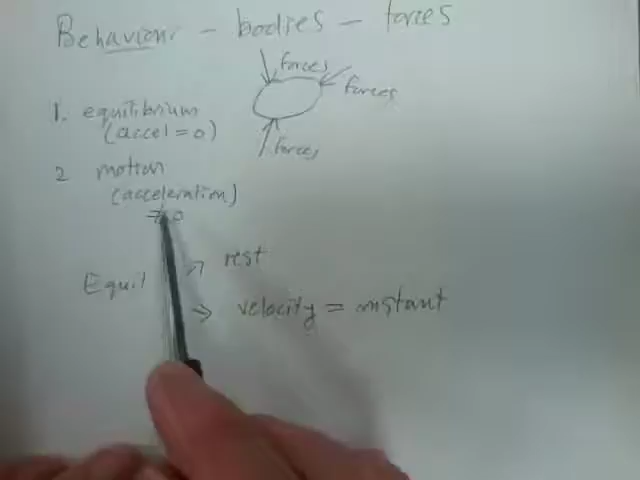 Behaviour - bodies - forces
forces
forces
1. equilibrium
(accel = 0)
forces
2 motion
(acceleration)
≠ 0
Equil → rest
→ velocity = constant